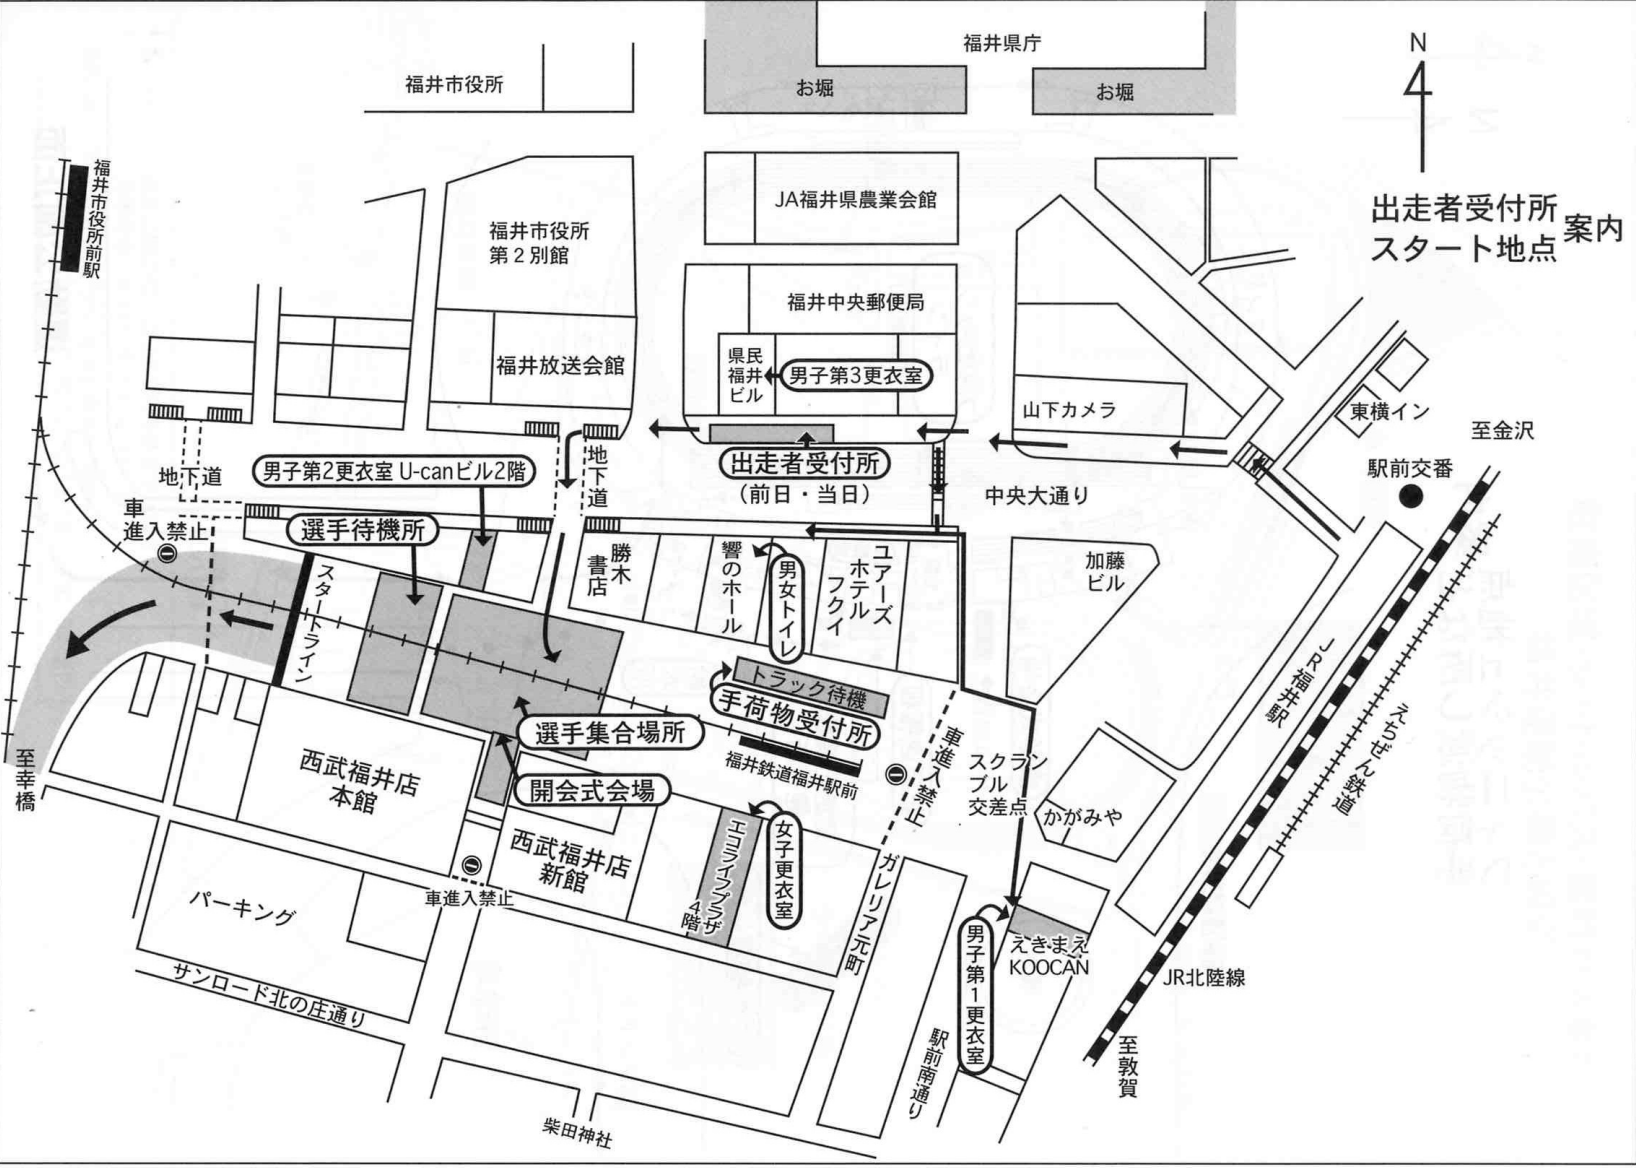 福井県庁
福井市役所
お堀
お堀
N
出走者受付所
スタート地点
案内
福井市役所前駅
JA福井県農業会館
福井市役所
第2別館
福井中央郵便局
福井放送会館
県民
福井
ビル
男子第3更衣室
山下カメラ
東横イン
至金沢
駅前交番
地下道
男子第2更衣室 U-canビル2階
地下道
出走者受付所
(前日・当日)
中央大通り
車
進入禁止
選手待機所
スタートライン
勝木
書店
響のホール
男女トイレ
ユアーズ
ホテル
フクイ
加藤
ビル
JR福井駅
えちぜん鉄道
トラック待機
手荷物受付所
選手集合場所
福井鉄道福井駅前
車進入禁止
スクラン
ブル
交差点
かがみや
至幸橋
西武福井店
本館
開会式会場
西武福井店
新館
エコライフプラザ
4階
女子更衣室
ガレリア元町
車進入禁止
パーキング
男子第1更衣室
えきまえ
KOOCAN
JR北陸線
サンロード北の庄通り
駅前南通り
至敦賀
柴田神社